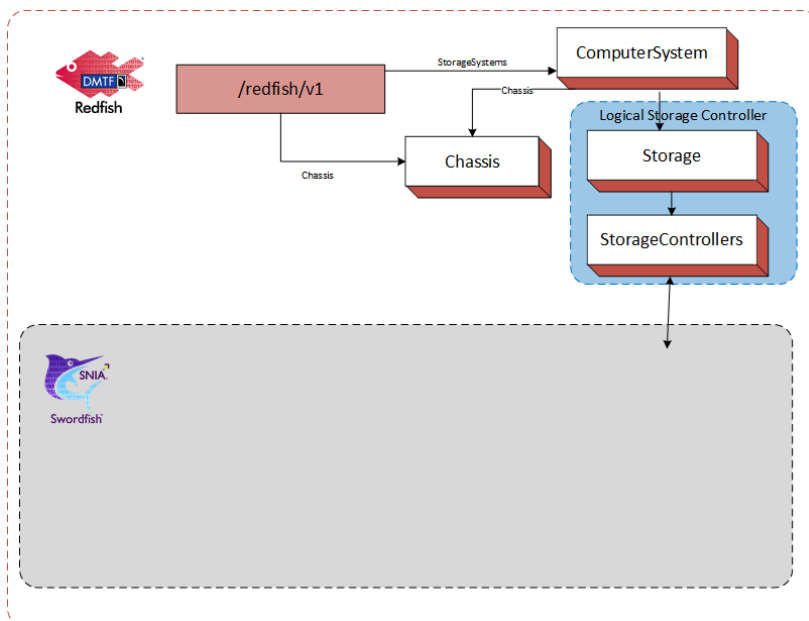 DMTF
Redfish
/redfish/v1
StorageSystems
ComputerSystem
Chassis
Chassis
Chassis
Logical Storage Controller
Storage
StorageControllers
SNIA
Swordfish